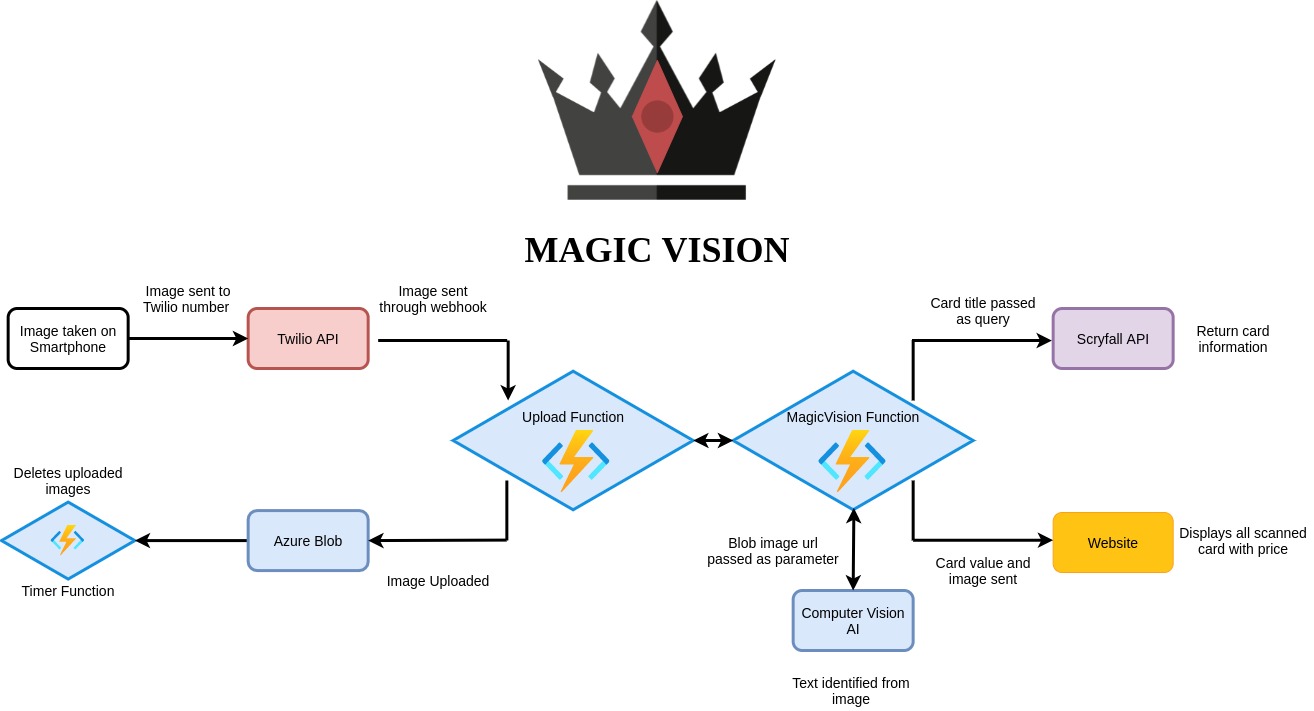 MAGIC VISION
Image taken on
Smartphone
Image sent to
Twilio number
Twilio API
Image sent
through webhook
Upload Function
MagicVision Function
Card title passed
as query
Scryfall API
Return card
information
Deletes uploaded
images
Timer Function
Azure Blob
Image Uploaded
Blob image url
passed as parameter
Computer Vision
AI
Text identified from
image
Card value and
image sent
Website
Displays all scanned
card with price